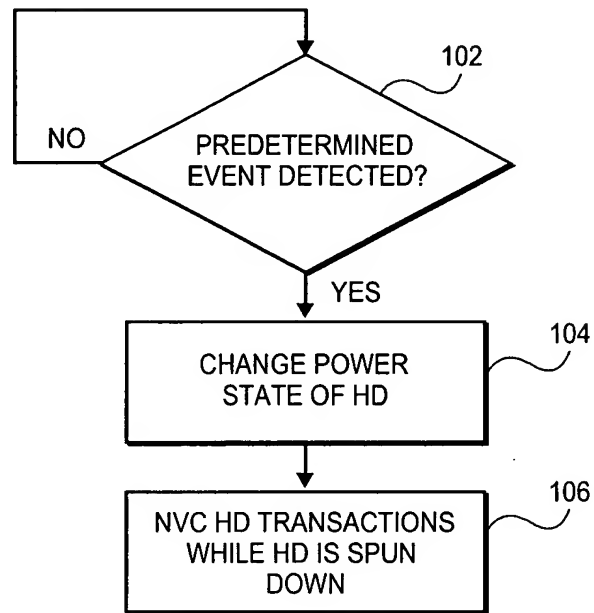 102
NO
PREDETERMINED
EVENT DETECTED?
YES
104
CHANGE POWER
STATE OF HD
106
NVC HD TRANSACTIONS
WHILE HD IS SPUN
DOWN